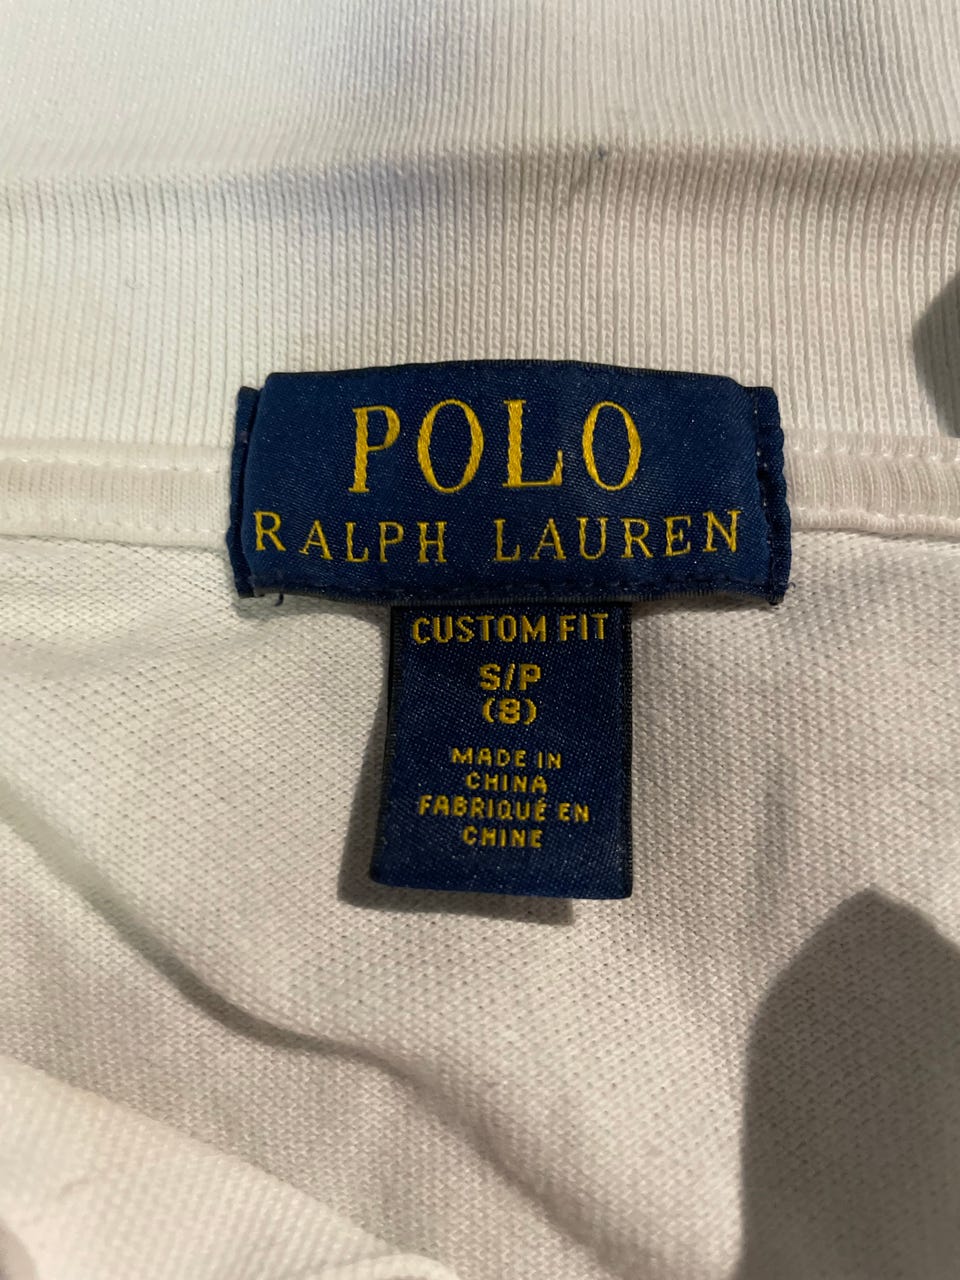 POLO
RALPH LAUREN
CUSTOM FIT
S/P
(8)
MADE IN
CHINA
FABRIQUÉ EN
CHINE